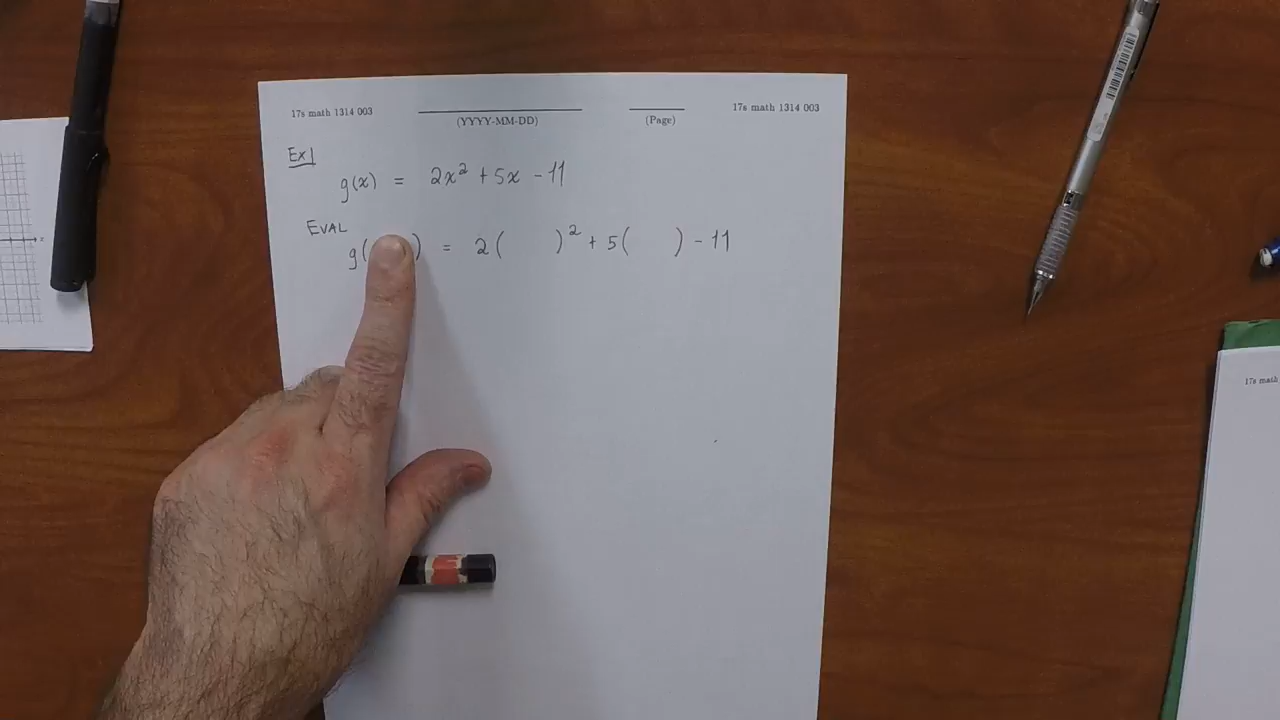 17s math 1314 003 (YYYY-MM-DD) (Page) 17s math 1314 003
Ex1
g(x) = 2x² + 5x - 11
EVAL
g( ) = 2( )² + 5( ) - 11
17s math